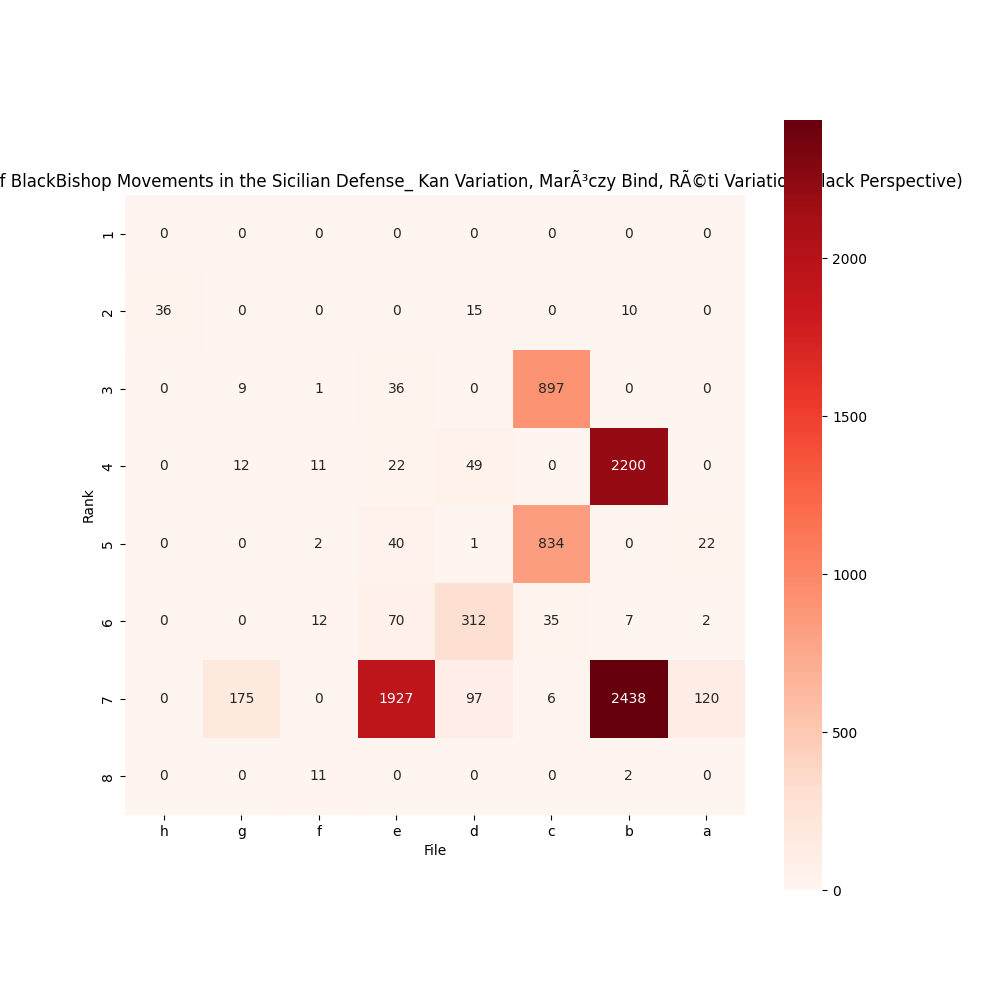 f BlackBishop Movements in the Sicilian Defense_ Kan Variation, MarÃ³czy Bind, RÃ©ti Variatio lack Perspective)
1 0 0 0 0 0 0 0 0
2 36 0 0 0 15 0 10 0
3 0 9 1 36 0 897 0 0
4 0 12 11 22 49 0 2200 0
5 0 0 2 40 1 834 0 22
6 0 0 12 70 312 35 7 2
7 0 175 0 1927 97 6 2438 120
8 0 0 11 0 0 0 2 0
h g f e d c b a
File
Rank
2000
1500
1000
500
0